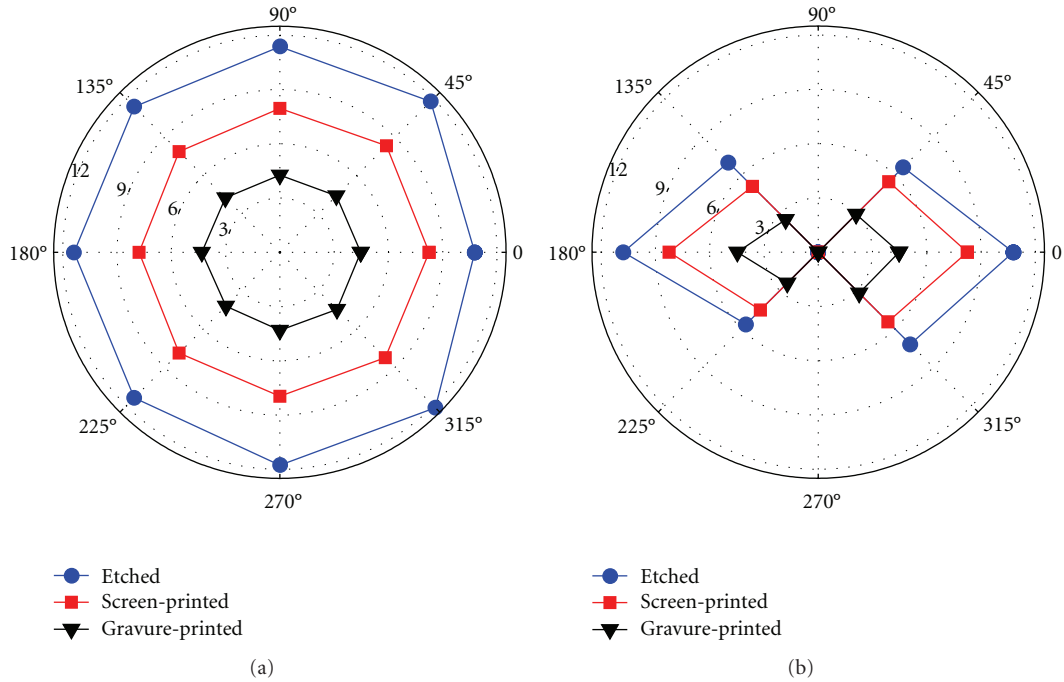 90°
135° 45°
12
9
6
3
180° 0
225° 315°
270°
Etched
Screen-printed
Gravure-printed
(a)
90°
135° 45°
12
9
6
3
180° 0
225° 315°
270°
Etched
Screen-printed
Gravure-printed
(b)